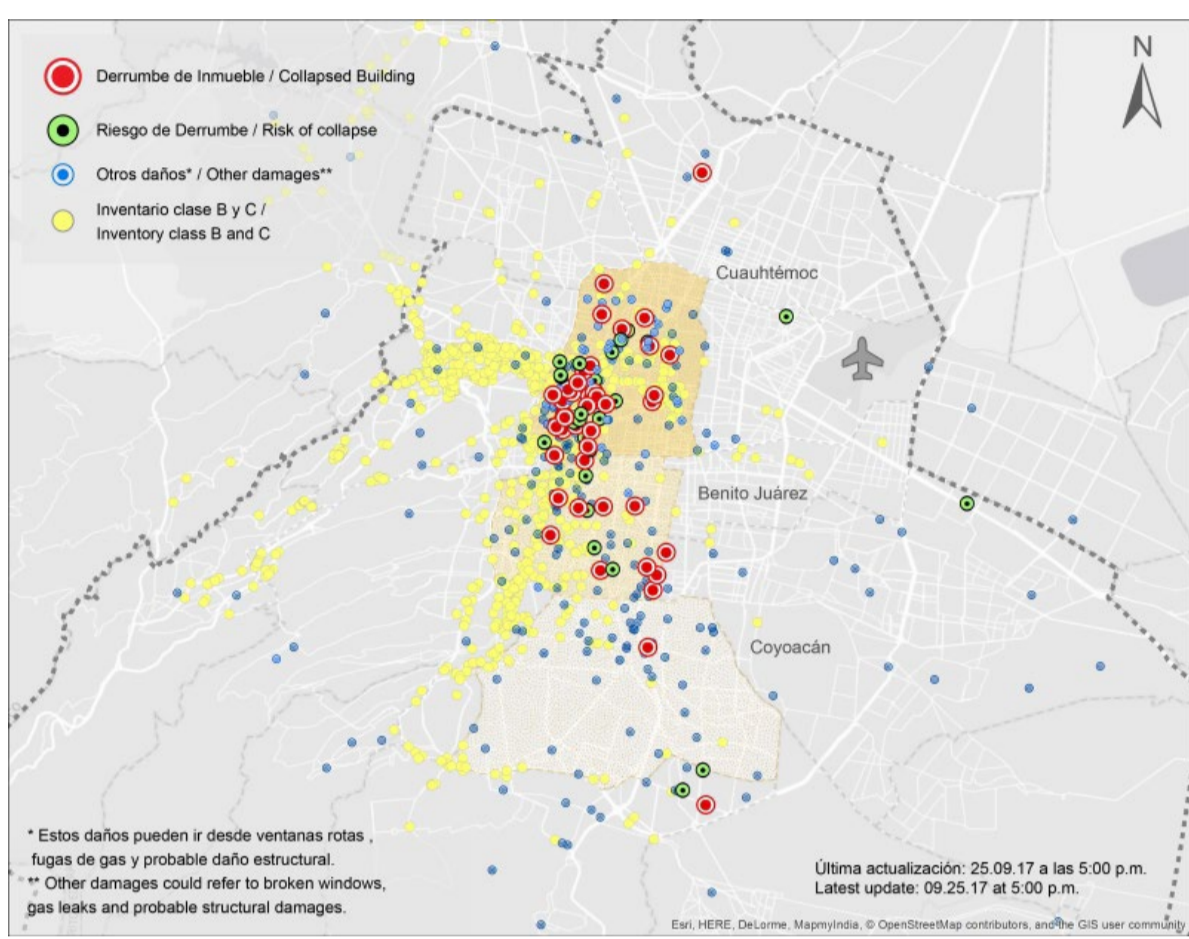 Derrumbe de Inmueble / Collapsed Building
Riesgo de Derrumbe / Risk of collapse
Otros daños* / Other damages**
Inventario clase B y C /
Inventory class B and C
N
Cuauhtémoc
Benito Juárez
Coyoacán
* Estos daños pueden ir desde ventanas rotas ,
fugas de gas y probable daño estructural.
** Other damages could refer to broken windows,
gas leaks and probable structural damages.
Última actualización: 25.09.17 a las 5:00 p.m.
Latest update: 09.25.17 at 5:00 p.m.
Esri, HERE, DeLorme, MapmyIndia, © OpenStreetMap contributors, and the GIS user community